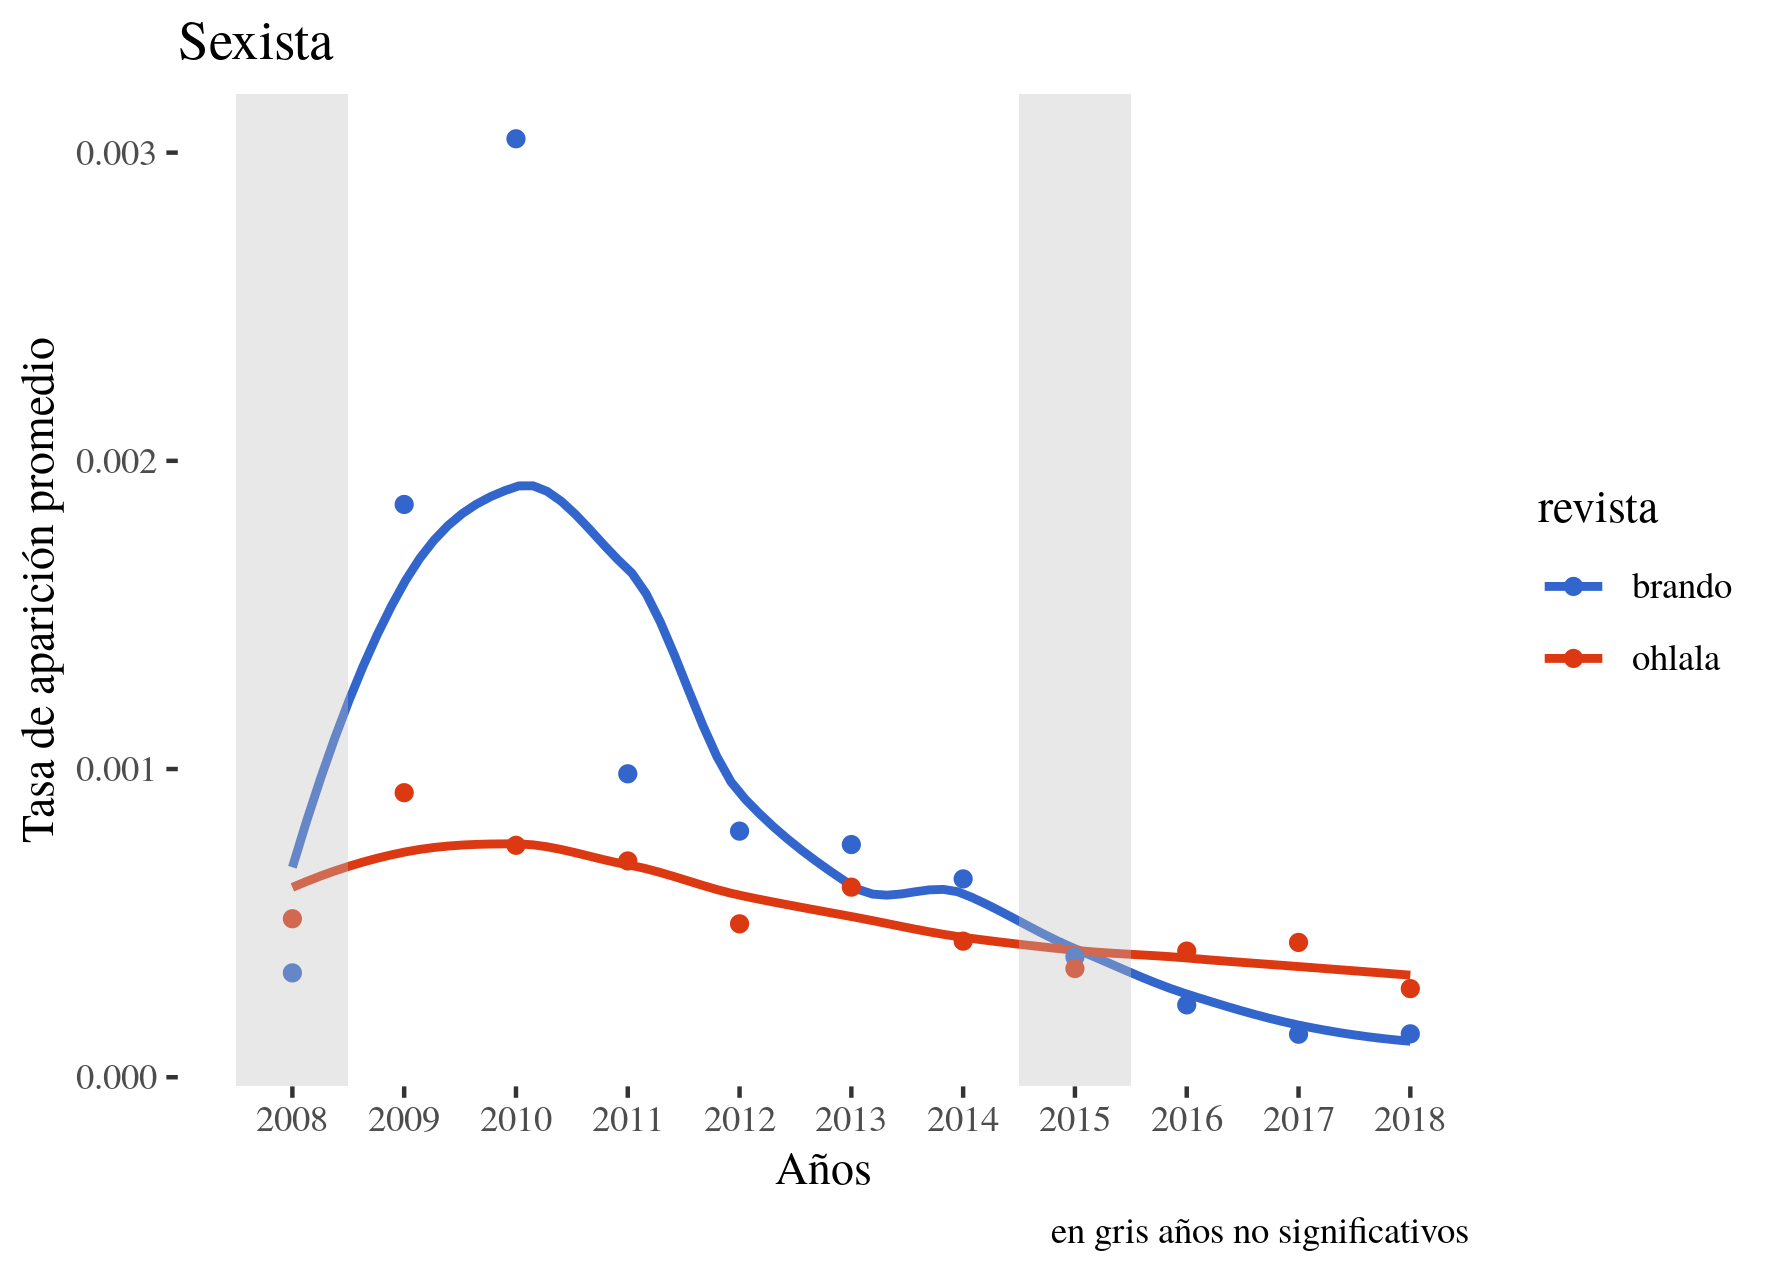 Sexista
Tasa de aparición promedio
0.003
0.002
0.001
0.000
2008 2009 2010 2011 2012 2013 2014 2015 2016 2017 2018
Años
revista
brando
ohlala
en gris años no significativos